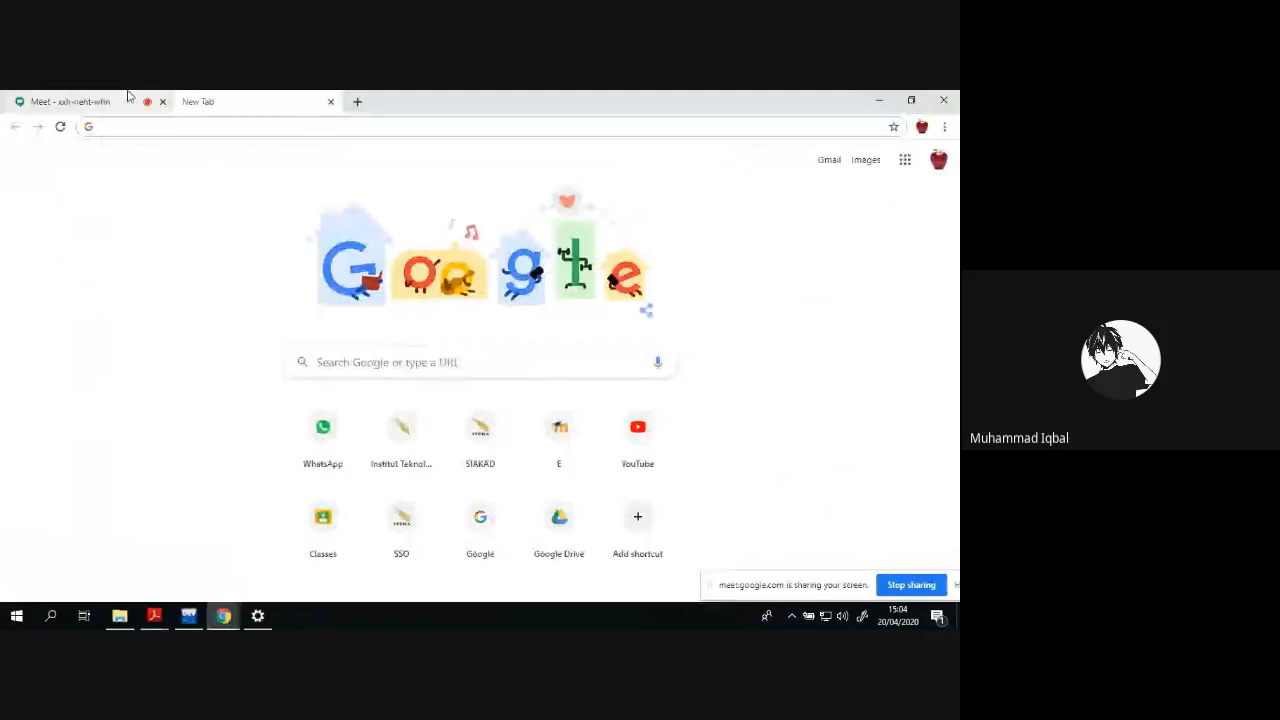 Meet - xxh-neht-wfm
New Tab
Gmail Images
Google
Search Google or type a URL
WhatsApp Institut Teknol... SIAKAD E YouTube
Classes SSO Google Google Drive Add shortcut
meet.google.com is sharing your screen. Stop sharing
15:04
20/04/2020
Muhammad Iqbal